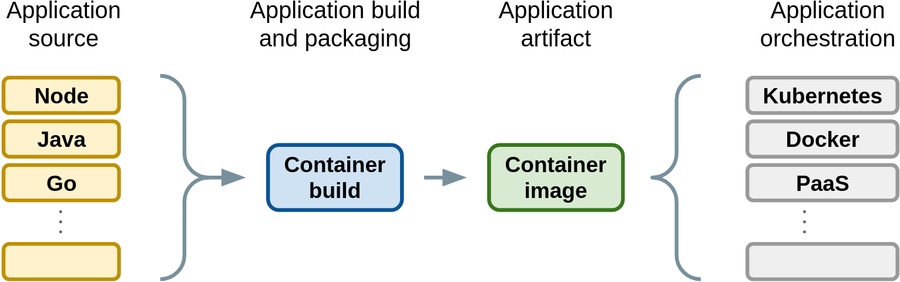 Application
source
Application build
and packaging
Application
artifact
Application
orchestration
Node
Java
Go
Container
build
Container
image
Kubernetes
Docker
PaaS